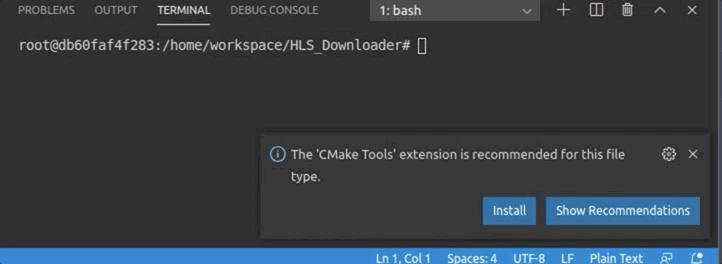 PROBLEMS OUTPUT TERMINAL DEBUG CONSOLE 1: bash
root@db60faf4f283:/home/workspace/HLS_Downloader#
The 'CMake Tools' extension is recommended for this file
type.
Install Show Recommendations
Ln 1, Col 1 Spaces: 4 UTF-8 LF Plain Text